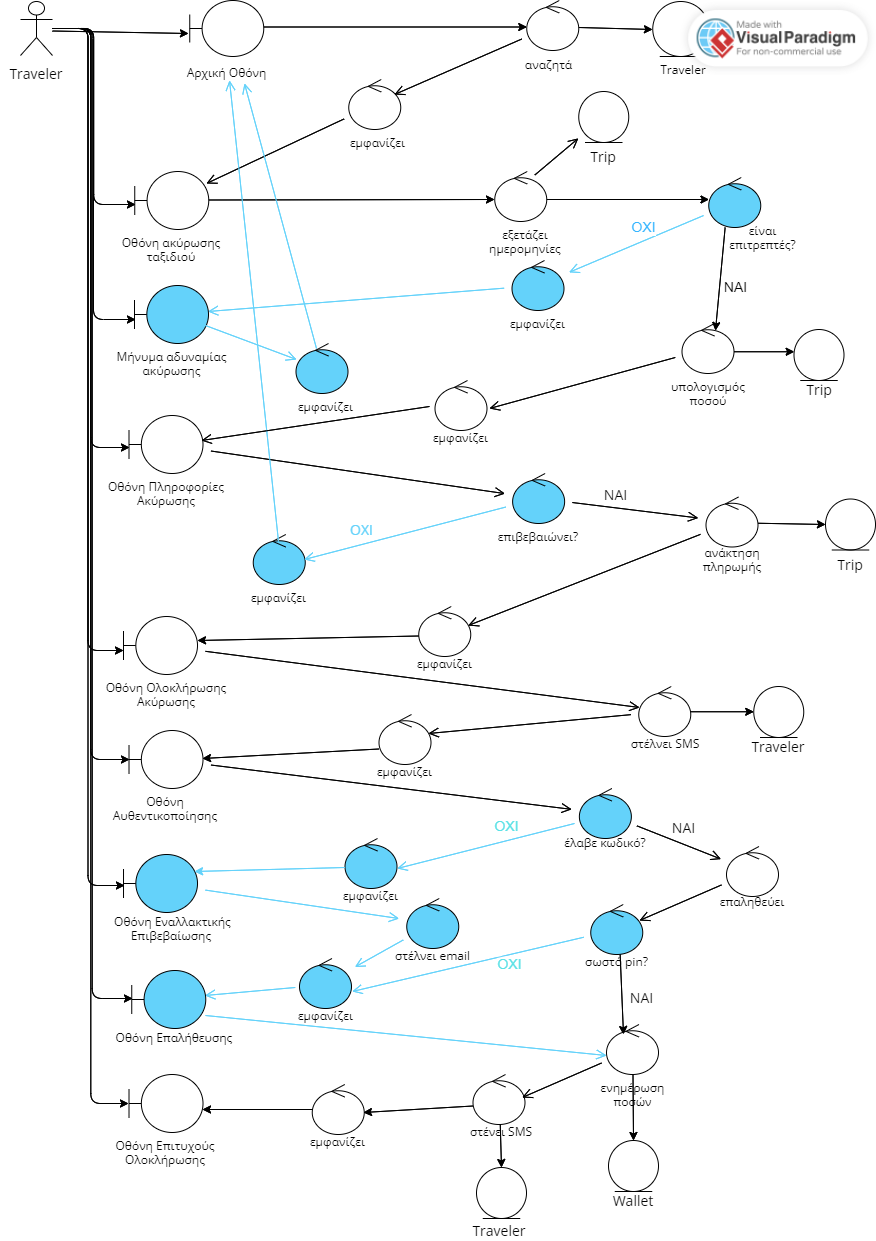 Made with
VisualParadigm
For non-commercial use
Traveler
Αρχική Οθόνη
αναζητά
Traveler
εμφανίζει
Trip
Οθόνη ακύρωσης
ταξιδιού
εξετάζει
ημερομηνίες
είναι
επιτρεπτές?
ΟΧΙ
ΝΑΙ
εμφανίζει
Μήνυμα αδυναμίας
ακύρωσης
εμφανίζει
υπολογισμός
ποσού
Trip
εμφανίζει
Οθόνη Πληροφορίες
Ακύρωσης
ΝΑΙ
ΟΧΙ
επιβεβαιώνει?
ανάκτηση
πληρωμής
Trip
εμφανίζει
εμφανίζει
Οθόνη Ολοκλήρωσης
Ακύρωσης
στέλνει SMS
Traveler
εμφανίζει
Οθόνη
Αυθεντικοποίησης
ΟΧΙ
ΝΑΙ
έλαβε κωδικό?
εμφανίζει
επαληθεύει
Οθόνη Εναλλακτικής
Επιβεβαίωσης
στέλνει email
ΟΧΙ
σωστό pin?
ΝΑΙ
εμφανίζει
Οθόνη Επαλήθευσης
ενημέρωση
ποσών
Οθόνη Επιτυχούς
Ολοκλήρωσης
εμφανίζει
στένει SMS
Wallet
Traveler